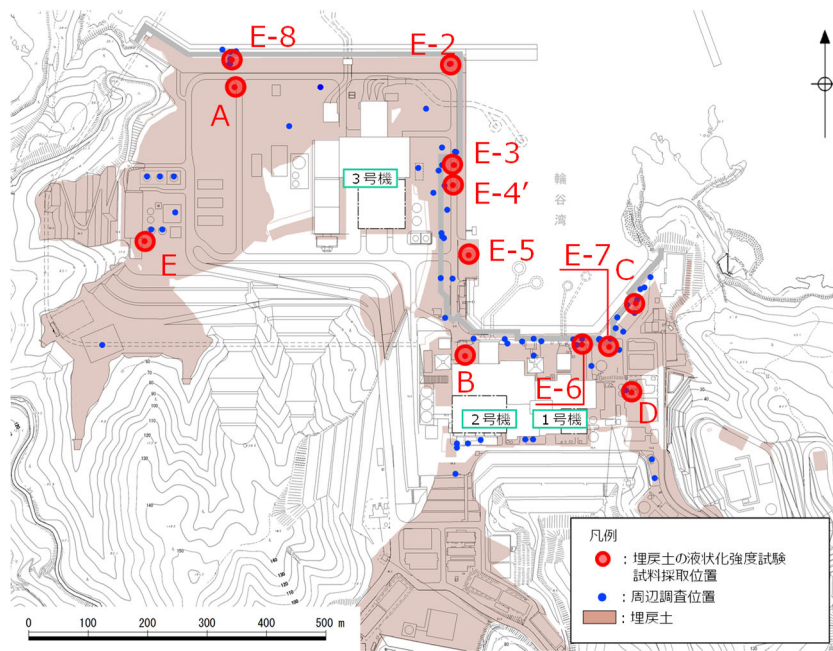 E-8
E-2
A
E-3
3号機
E-4’
輪谷湾
E
E-5
E-7
C
B
E-6
D
2号機
1号機
凡例
：埋戻土の液状化強度試験
試料採取位置
：周辺調査位置
：埋戻土
0 100 200 300 400 500 m